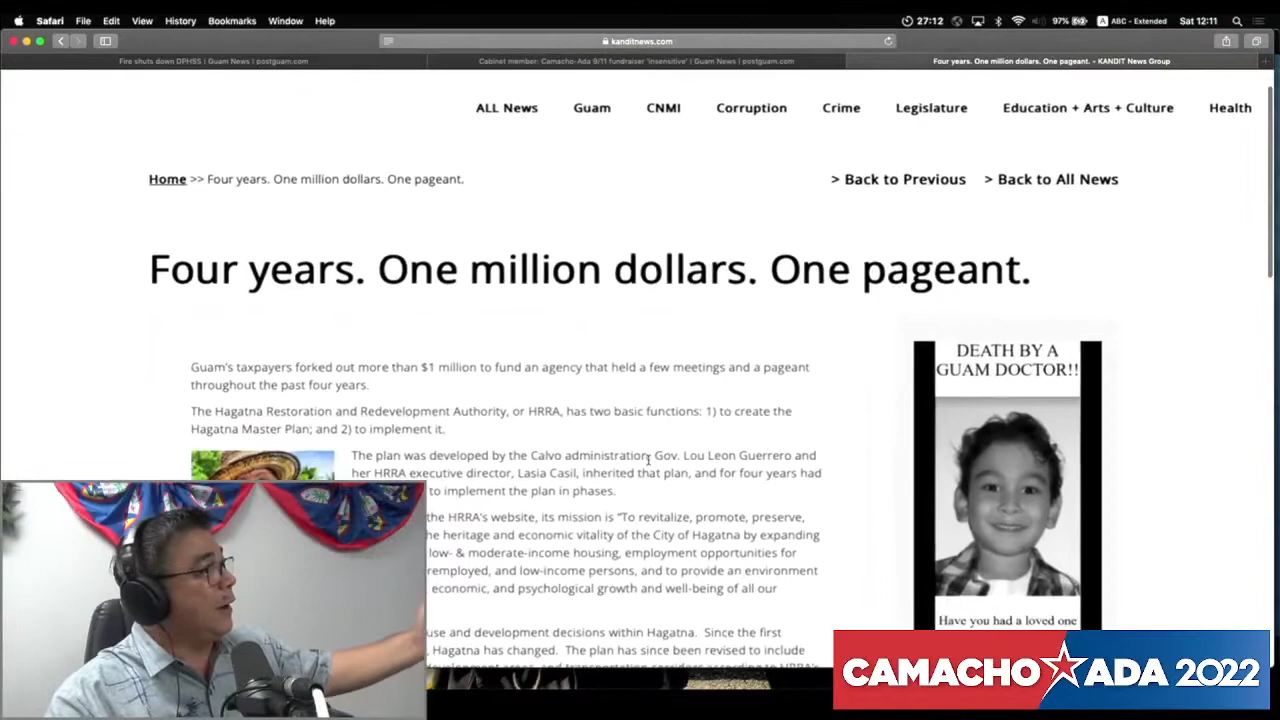 Safari File Edit View History Bookmarks Window Help 27:12 97% A ABC - Extended Sat 12:11
kanditnews.com
Fire shuts down DPHSS | Guam News | postguam.com Cabinet member: Camacho-Ada 9/11 fundraiser 'insensitive' | Guam News | postguam.com Four years. One million dollars. One pageant. • KANDIT News Group
ALL News Guam CNMI Corruption Crime Legislature Education + Arts + Culture Health
Home >> Four years. One million dollars. One pageant. > Back to Previous > Back to All News
Four years. One million dollars. One pageant.
Guam's taxpayers forked out more than $1 million to fund an agency that held a few meetings and a pageant
throughout the past four years.
The Hagatna Restoration and Redevelopment Authority, or HRRA, has two basic functions: 1) to create the
Hagatna Master Plan; and 2) to implement it.
The plan was developed by the Calvo administration. Gov. Lou Leon Guerrero and
her HRRA executive director, Lasia Casil, inherited that plan, and for four years had
to implement the plan in phases.
the HRRA's website, its mission is "To revitalize, promote, preserve,
he heritage and economic vitality of the City of Hagatna by expanding
low- & moderate-income housing, employment opportunities for
remployed, and low-income persons, and to provide an environment
economic, and psychological growth and well-being of all our
use and development decisions within Hagatna. Since the first
, Hagatna has changed. The plan has since been revised to include
DEATH BY A
GUAM DOCTOR!!
Have you had a loved one
CAMACHO ADA 2022